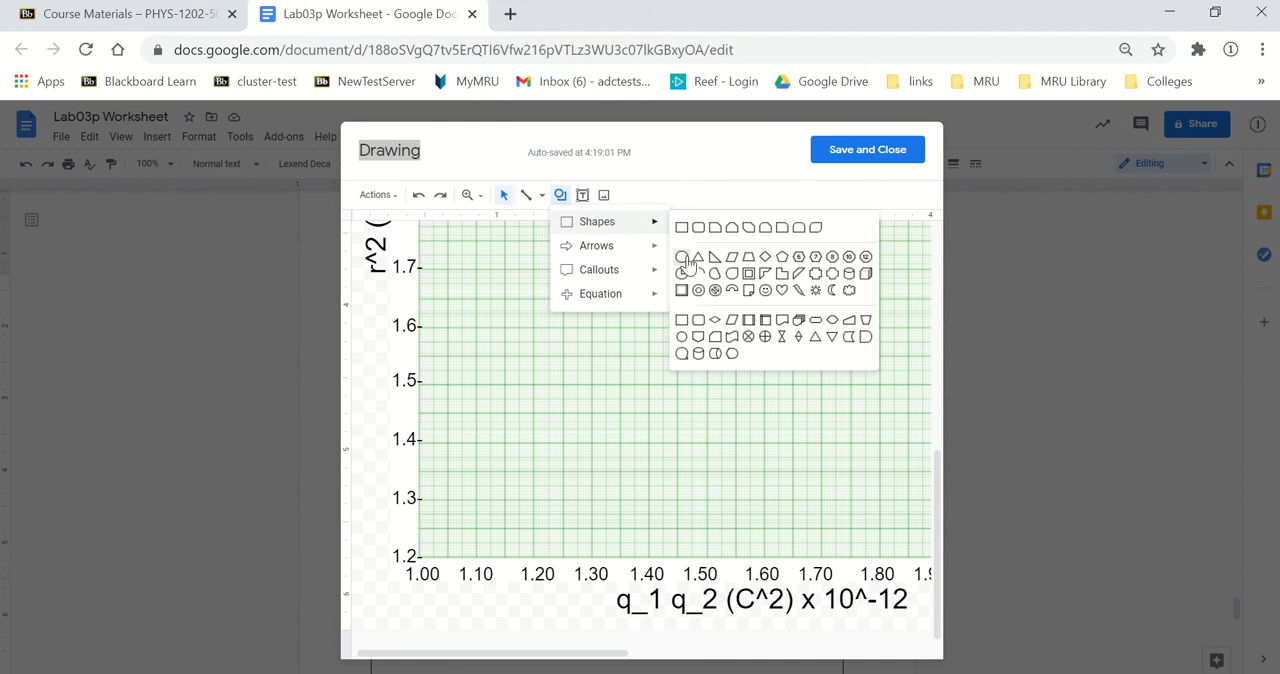 Course Materials – PHYS-1202-50
Lab03p Worksheet - Google Doc
docs.google.com/document/d/188oSVgQ7tv5ErQTl6Vfw216pVTLz3WU3c07lkGBxyOA/edit
Apps
Blackboard Learn
cluster-test
NewTestServer
MyMRU
Inbox (6) - adctests...
Reef - Login
Google Drive
links
MRU
MRU Library
Colleges
»
Lab03p Worksheet
Share
File Edit View Insert Format Tools Add-ons Help
100%
Normal text
Lexend Deca
Editing
Drawing
Auto-saved at 4:19:01 PM
Save and Close
Actions
Shapes
Arrows
Callouts
Equation
1
1
4
r^2 (
1.7-
1.6-
1.5-
1.4-
1.3-
1.2-
1.00 1.10 1.20 1.30 1.40 1.50 1.60 1.70 1.80
q_1 q_2 (C^2) x 10^-12